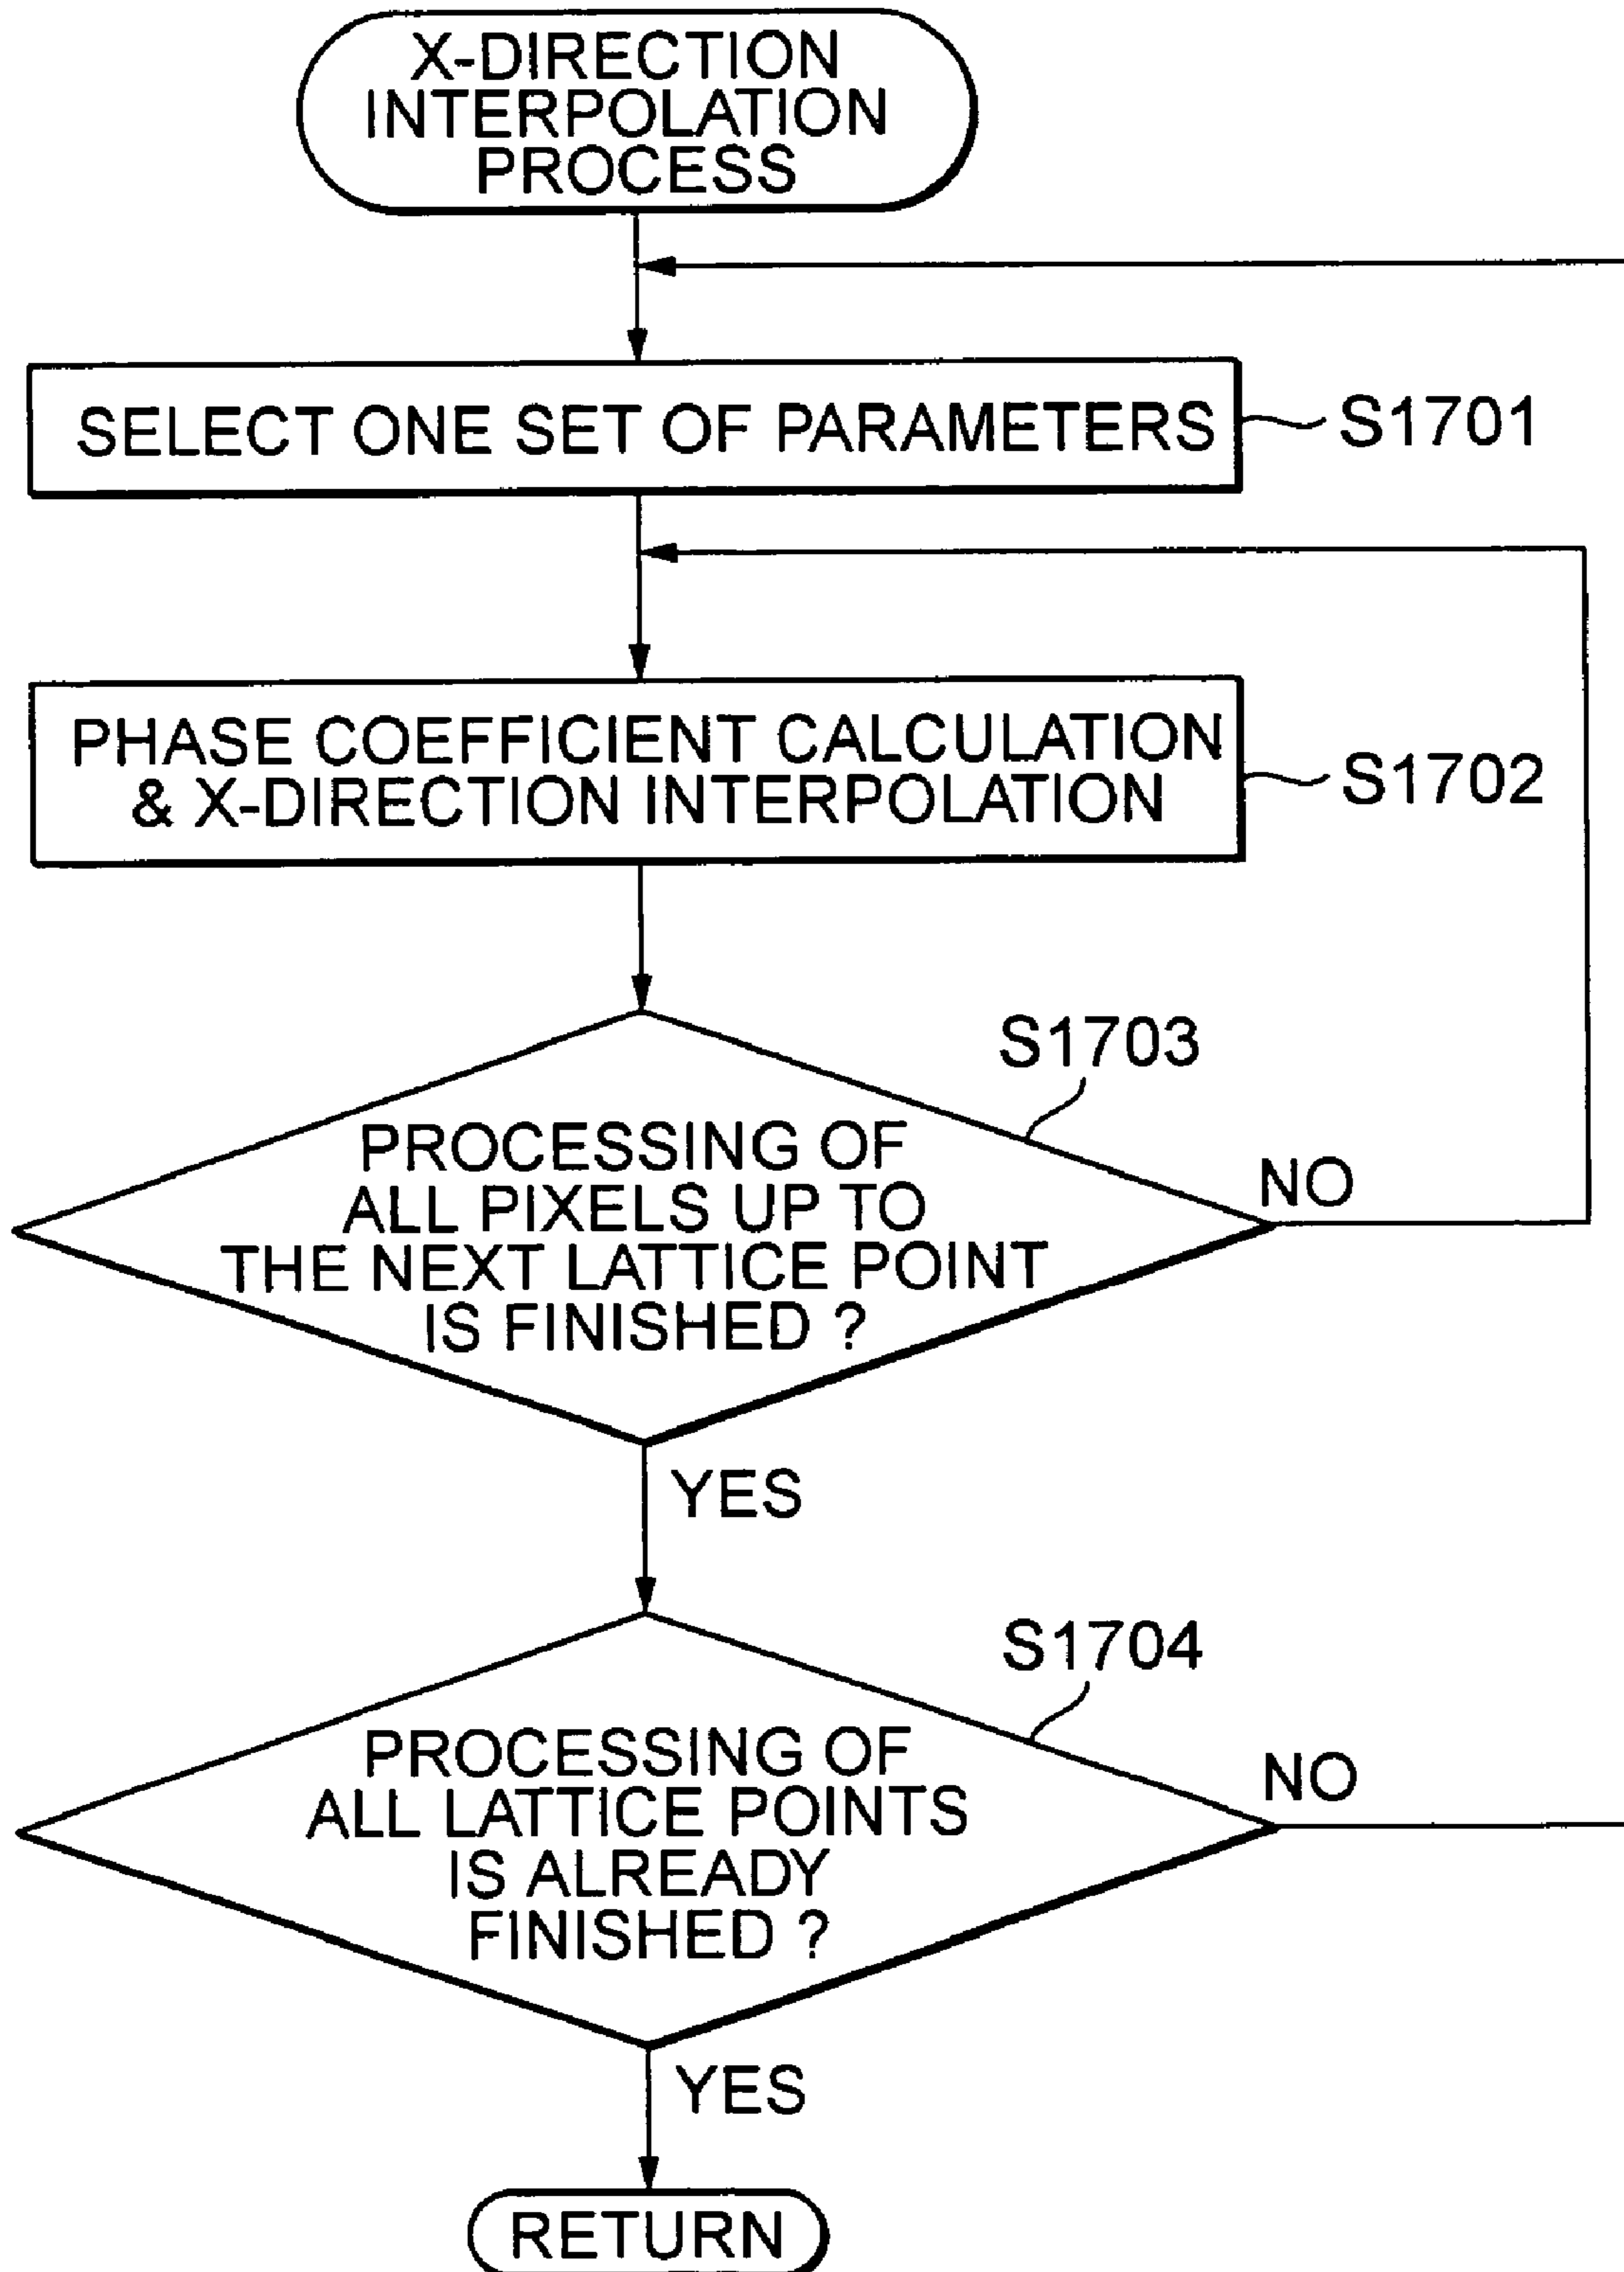 X-DIRECTION
INTERPOLATION
PROCESS
SELECT ONE SET OF PARAMETERS
S1701
PHASE COEFFICIENT CALCULATION
& X-DIRECTION INTERPOLATION
S1702
S1703
PROCESSING OF
ALL PIXELS UP TO
THE NEXT LATTICE POINT
IS FINISHED ?
NO
YES
S1704
PROCESSING OF
ALL LATTICE POINTS
IS ALREADY
FINISHED ?
NO
YES
RETURN